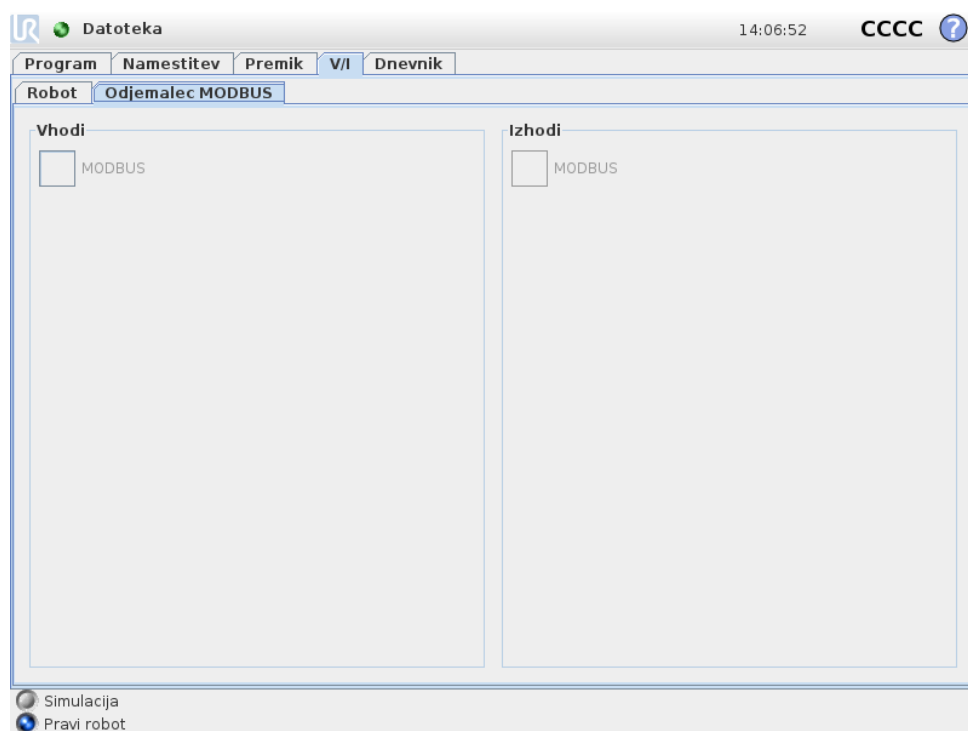 UR Datoteka 14:06:52 CCCC ?
Program Namestitev Premik V/I Dnevnik
Robot Odjemalec MODBUS
Vhodi Izhodi
MODBUS MODBUS
Simulacija
Pravi robot